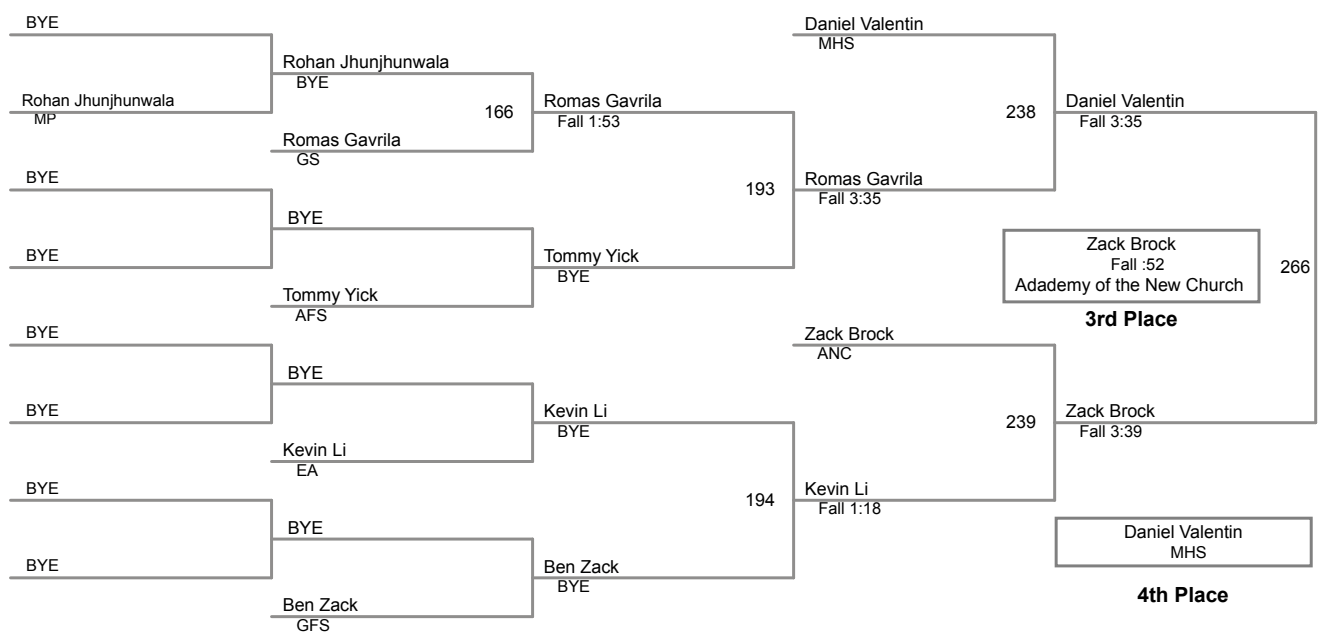 BYE
Rohan Jhunjhunwala
MP
BYE
BYE
BYE
BYE
BYE
BYE
Rohan Jhunjhunwala
BYE
Romas Gavrila
GS
BYE
Tommy Yick
AFS
BYE
Kevin Li
EA
BYE
Ben Zack
GFS
166
Romas Gavrila
Fall 1:53
Tommy Yick
BYE
Kevin Li
BYE
Ben Zack
BYE
193
194
Daniel Valentin
MHS
Romas Gavrila
Fall 3:35
Zack Brock
ANC
Kevin Li
Fall 1:18
238
239
Daniel Valentin
Fall 3:35
Zack Brock
Fall 3:39
266
Zack Brock
Fall :52
Adademy of the New Church
3rd Place
Daniel Valentin
MHS
4th Place